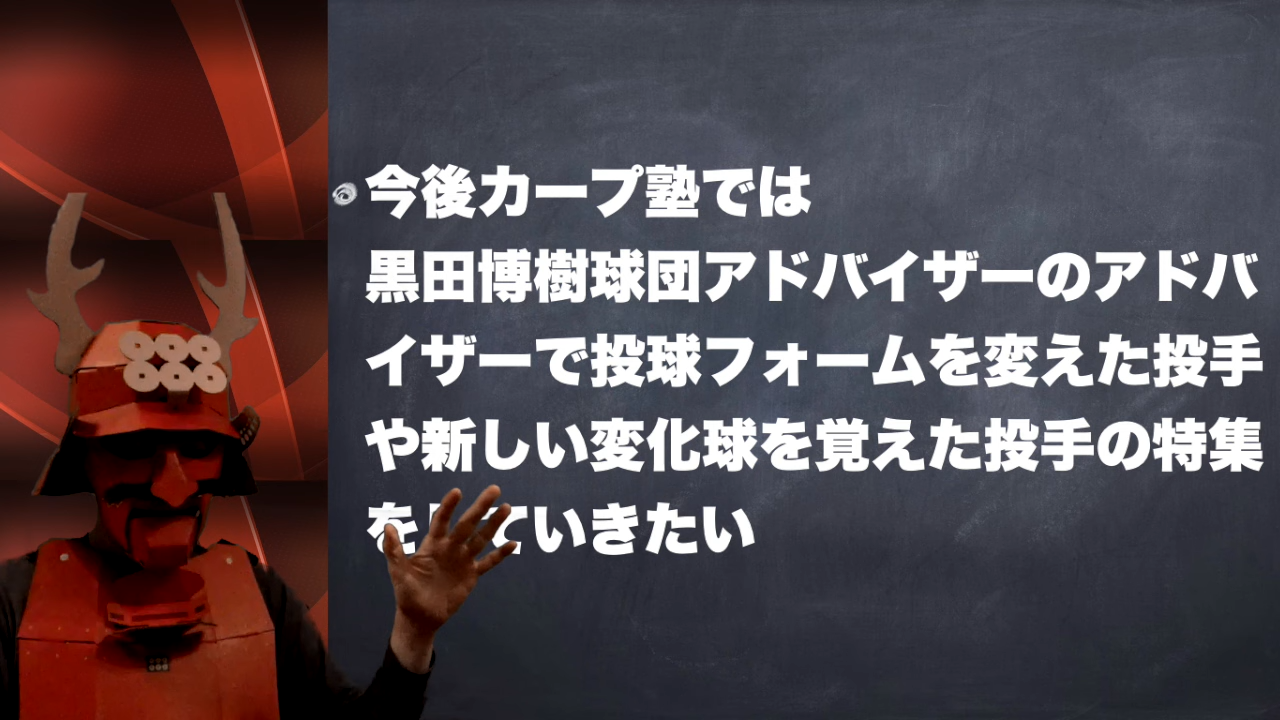 今後カープ塾では
黒田博樹球団アドバイザーのアドバ
イザーで投球フォームを変えた投手
や新しい変化球を覚えた投手の特集
をしていきたい